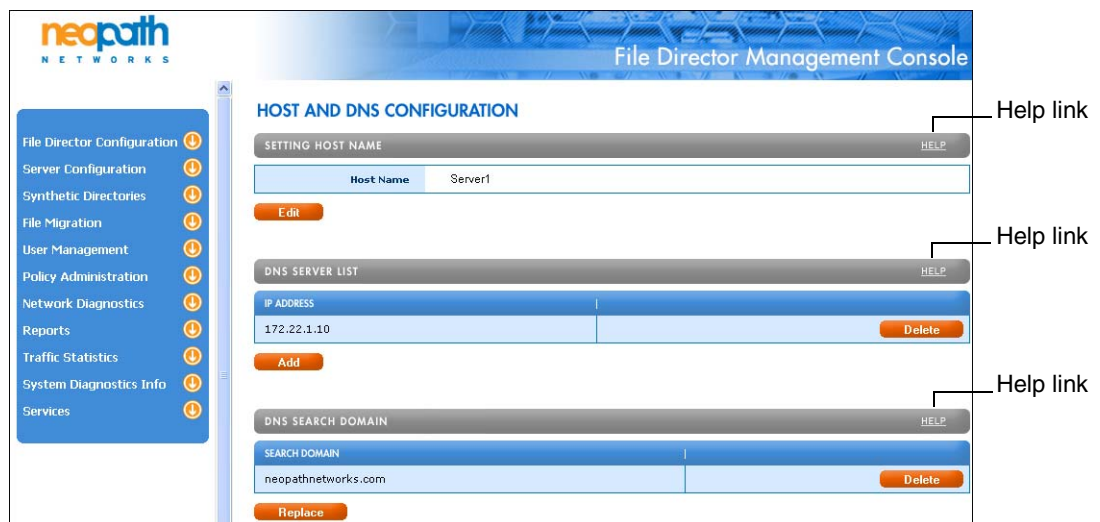 neopath
NETWORKS
File Director Management Console
File Director Configuration
Server Configuration
Synthetic Directories
File Migration
User Management
Policy Administration
Network Diagnostics
Reports
Traffic Statistics
System Diagnostics Info
Services
HOST AND DNS CONFIGURATION
SETTING HOST NAME HELP
Help link
Host Name Server1
Edit
Help link
DNS SERVER LIST HELP
IP ADDRESS
172.22.1.10 Delete
Add
Help link
DNS SEARCH DOMAIN HELP
SEARCH DOMAIN
neopathnetworks.com Delete
Replace